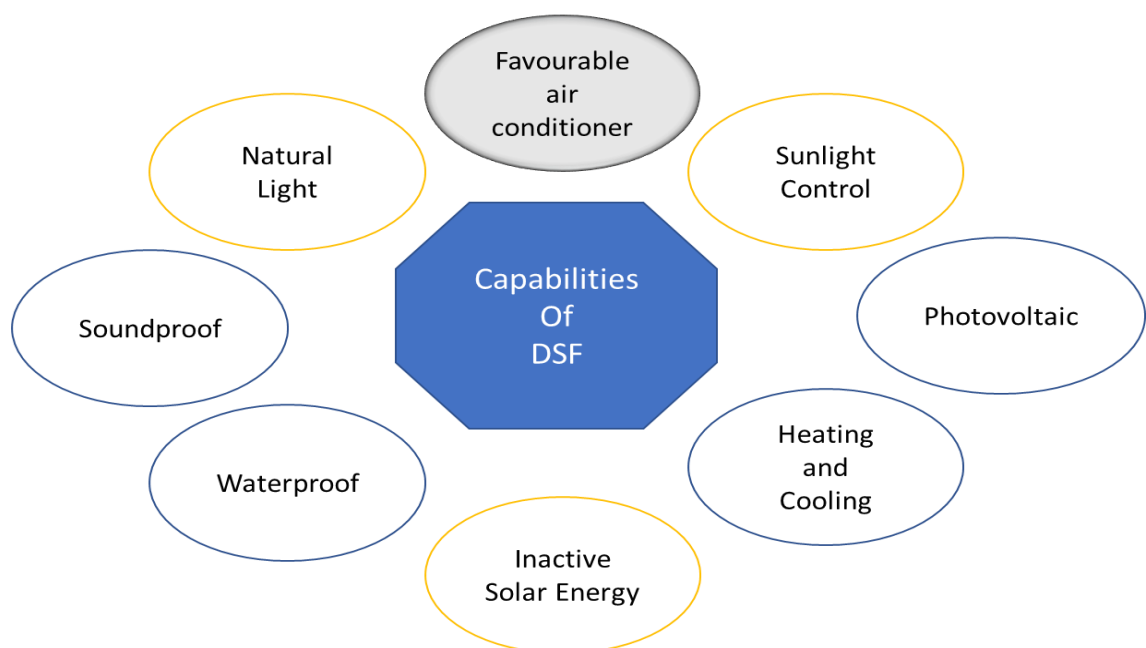 Favourable
air
conditioner
Natural
Light
Sunlight
Control
Capabilities
Of
DSF
Soundproof
Photovoltaic
Waterproof
Heating
and
Cooling
Inactive
Solar Energy